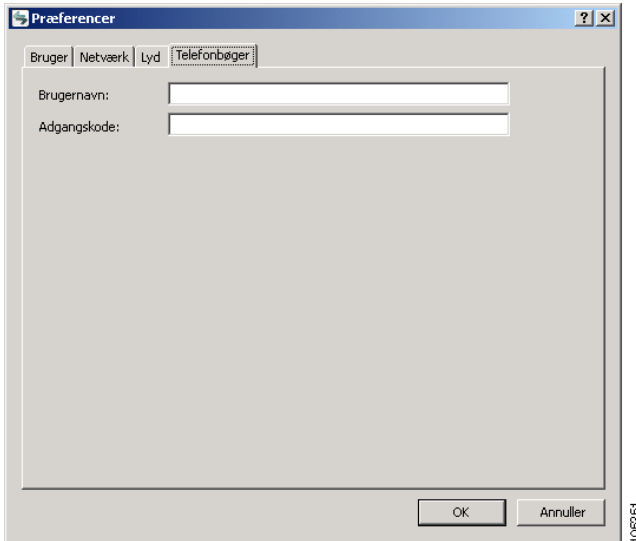 Præferencer
Bruger Netværk Lyd Telefonbøger
Brugernavn:
Adgangskode:
OK Annuller